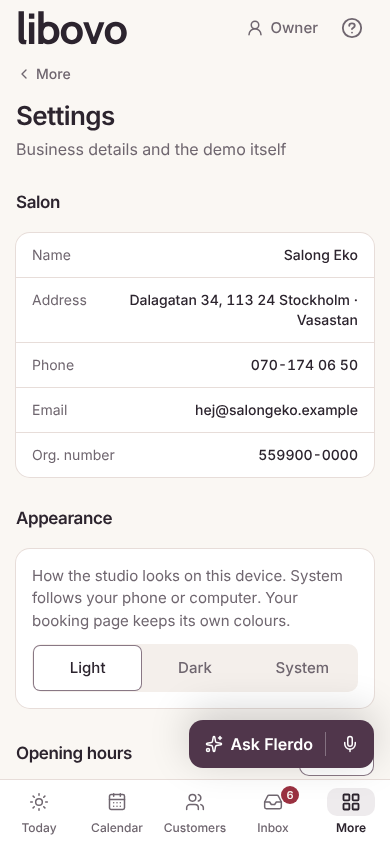 libovo
Owner
More
Settings
Business details and the demo itself
Salon
Name
Salong Eko
Address
Dalagatan 34, 113 24 Stockholm ·
Vasastan
Phone
070-174 06 50
Email
hej@salongeko.example
Org. number
559900-0000
Appearance
How the studio looks on this device. System
follows your phone or computer. Your
booking page keeps its own colours.
Light
Dark
System
Opening hours
Ask Flerdo
6
Today
Calendar
Customers
Inbox
More